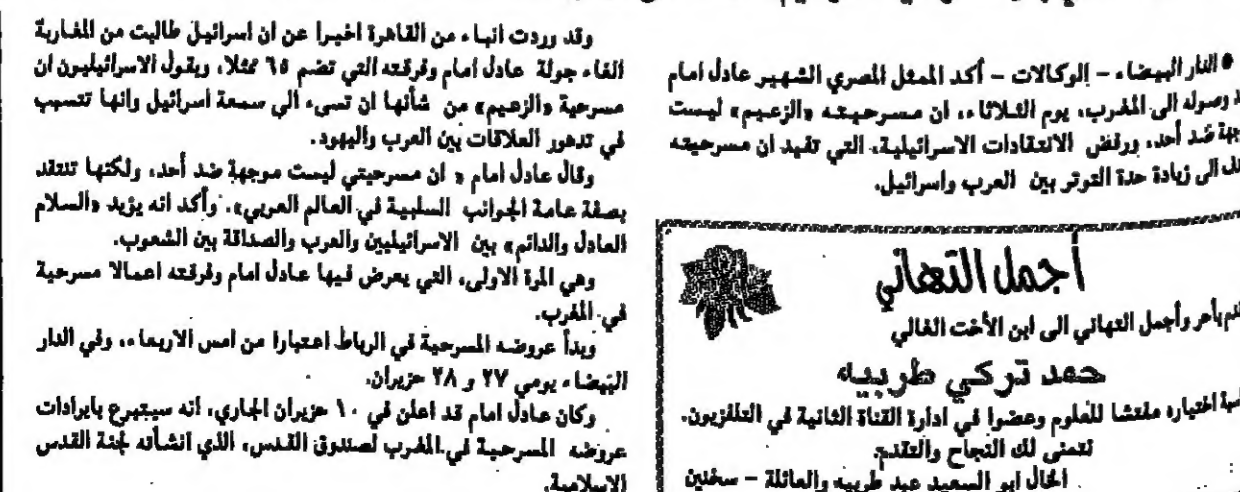 ● الدار البيضاء - الوكالات - أكد الممثل المصري الشهير عادل امام
وصوله الى المغرب، يوم الثلاثاء، ان مسرحيته «الزعيم» ليست
ضد أحد، ورفض الانتقادات الاسرائيلية، التي تفيد ان مسرحيته
الى زيادة حدة التوتر بين العرب واسرائيل.
وقد وردت انباء من القاهرة اخيرا عن ان اسرائيل طالبت من المغاربة
الغاء جولة عادل امام وفرقته التي تضم ٦٥ ممثلا، ويقول الاسرائيليون ان
مسرحية «الزعيم» من شأنها ان تسيء الى سمعة اسرائيل وانها تتسبب
في تدهور العلاقات بين العرب واليهود.
وقال عادل امام « ان مسرحيتي ليست موجهة ضد أحد، ولكنها تنتقد
بصفة عامة الجوانب السلبية في العالم العربي». وأكد انه يؤيد «السلام
العادل والدائم» بين الاسرائيليين والعرب والصداقة بين الشعوب.
وهي المرة الاولى، التي يعرض فيها عادل امام وفرقته اعمالا مسرحية
في المغرب.
وبدأ عروضه المسرحية في الرباط اعتبارا من امس الاربعاء، وفي الدار
البيضاء يومي ٢٧ و ٢٨ حزيران.
وكان عادل امام قد اعلن في ١٠ حزيران الجاري، انه سيتبرع بايرادات
عروضه المسرحية في المغرب لصندوق القدس، الذي انشأته لجنة القدس
الاسلامية.
أجمل التهاني
بأحر وأجمل التهاني الى ابن الأخت الغالي
حمد تركي طربيه
اختياره مفتشا للعلوم وعضوا في ادارة القناة الثانية في التلفزيون.
نتمنى لك النجاح والتقدم.
الخال ابو السعيد عبد طربيه والعائلة - سخنين